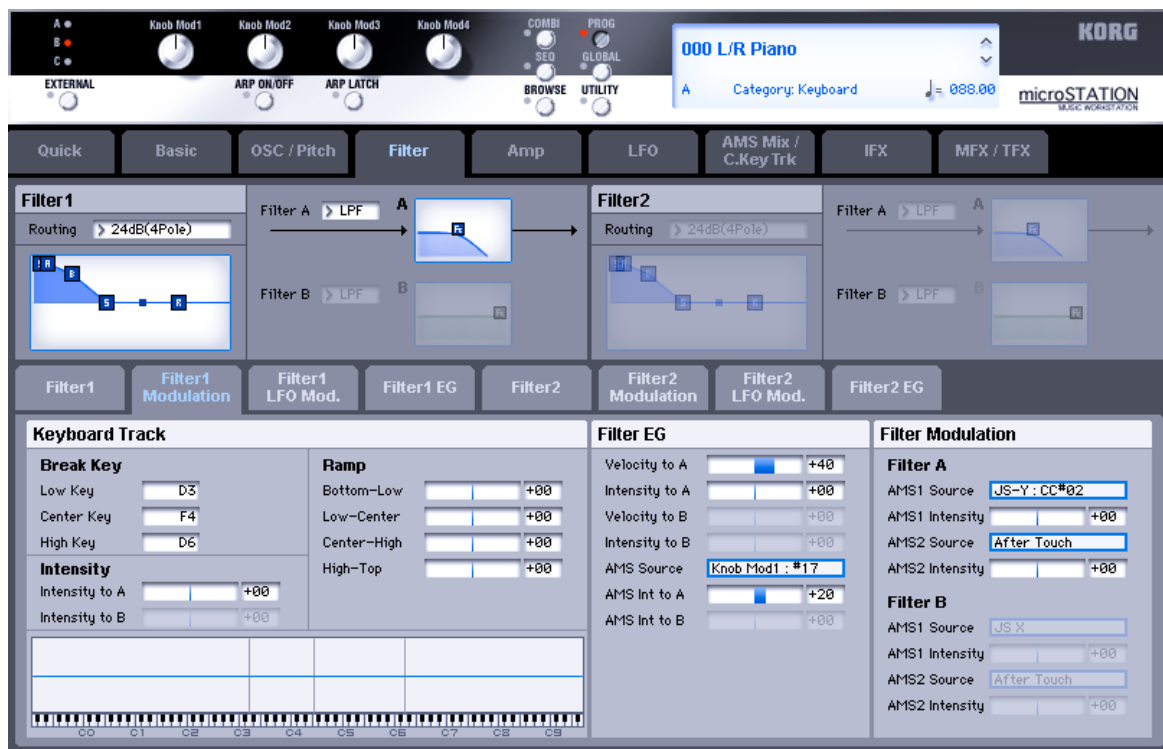 A
B
C
Knob Mod1
Knob Mod2
Knob Mod3
Knob Mod4
COMBI
PROG
SEQ
GLOBAL
EXTERNAL
ARP ON/OFF
ARP LATCH
BROWSE
UTILITY
000 L/R Piano
A Category: Keyboard ♩= 088.00
KORG
microSTATION
MUSIC WORKSTATION
Quick
Basic
OSC / Pitch
Filter
Amp
LFO
AMS Mix /
C.Key Trk
IFX
MFX / TFX
Filter1
Routing > 24dB(4Pole)
A
B
S
R
Filter A > LPF A
Fc
Filter B > LPF B
Fc
Filter2
Routing > 24dB(4Pole)
S
R
Filter A > LPF A
Fc
Filter B > LPF B
Fc
Filter1
Filter1
Modulation
Filter1
LFO Mod.
Filter1 EG
Filter2
Filter2
Modulation
Filter2
LFO Mod.
Filter2 EG
Keyboard Track
Break Key
Low Key D3
Center Key F4
High Key D6
Intensity
Intensity to A +00
Intensity to B +00
Ramp
Bottom-Low +00
Low-Center +00
Center-High +00
High-Top +00
C0 C1 C2 C3 C4 C5 C6 C7 C8 C9
Filter EG
Velocity to A +40
Intensity to A +00
Velocity to B +00
Intensity to B +00
AMS Source Knob Mod1 : #17
AMS Int to A +20
AMS Int to B +00
Filter Modulation
Filter A
AMS1 Source JS-Y : CC#02
AMS1 Intensity +00
AMS2 Source After Touch
AMS2 Intensity +00
Filter B
AMS1 Source JS X
AMS1 Intensity +00
AMS2 Source After Touch
AMS2 Intensity +00